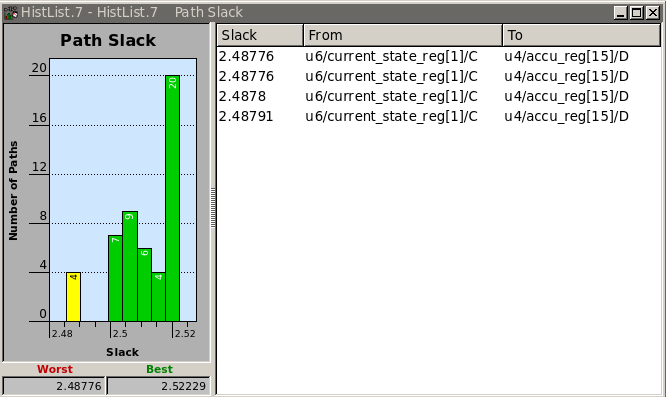 HistList.7 - HistList.7    Path Slack
Path Slack
Number of Paths
20
16
12
8
4
0
4
7
9
6
4
20
2.48
2.5
2.52
Slack
Worst
Best
2.48776
2.52229
Slack From To
2.48776 u6/current_state_reg[1]/C u4/accu_reg[15]/D
2.48776 u6/current_state_reg[1]/C u4/accu_reg[15]/D
2.4878 u6/current_state_reg[1]/C u4/accu_reg[15]/D
2.48791 u6/current_state_reg[1]/C u4/accu_reg[15]/D